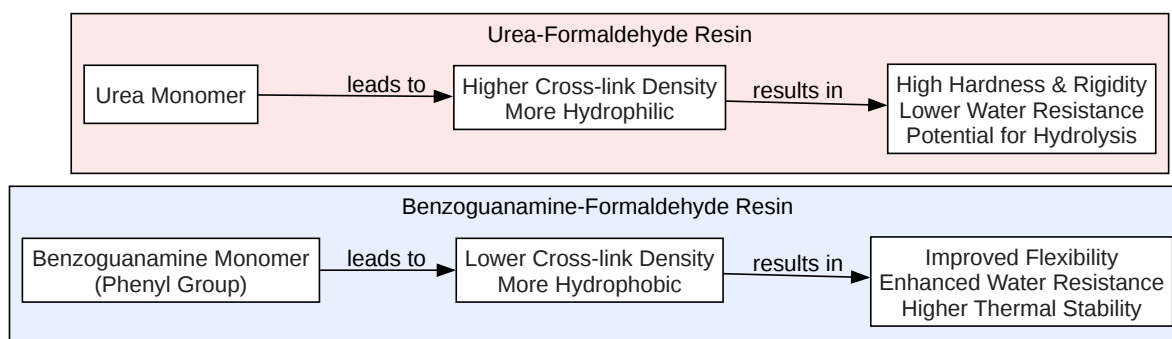 Urea-Formaldehyde Resin
Urea Monomer
leads to
Higher Cross-link Density
More Hydrophilic
results in
High Hardness & Rigidity
Lower Water Resistance
Potential for Hydrolysis
Benzoguanamine-Formaldehyde Resin
Benzoguanamine Monomer
(Phenyl Group)
leads to
Lower Cross-link Density
More Hydrophobic
results in
Improved Flexibility
Enhanced Water Resistance
Higher Thermal Stability